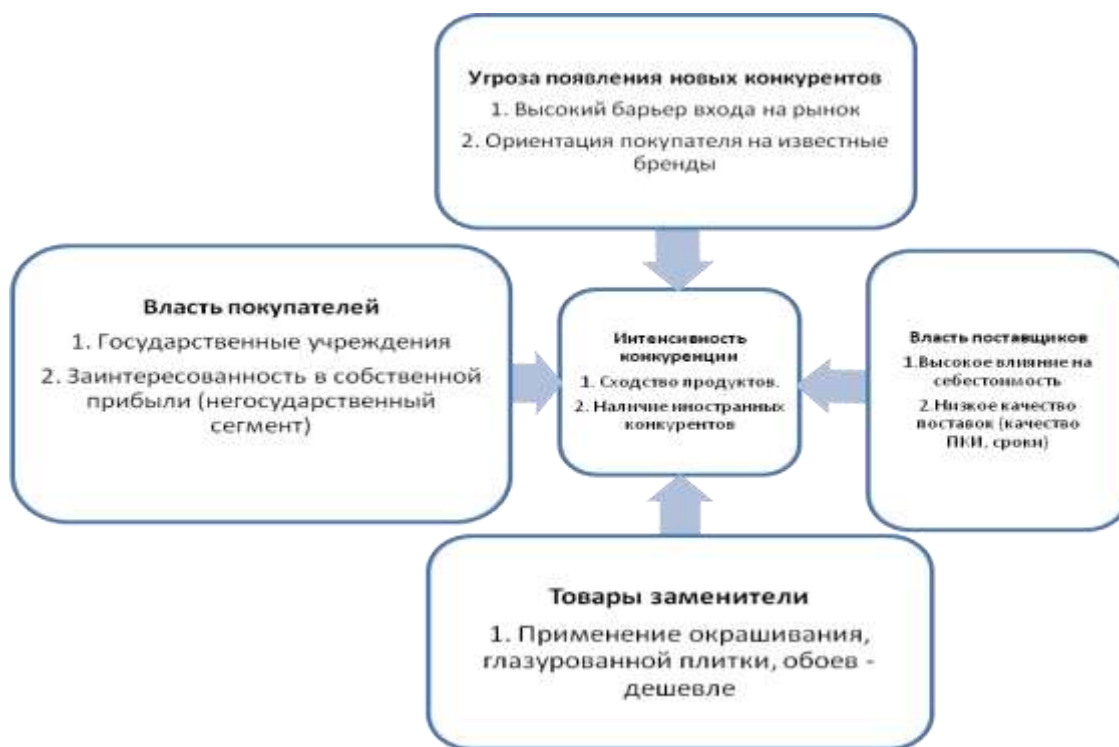 Угроза появления новых конкурентов
1. Высокий барьер входа на рынок
2. Ориентация покупателя на известные
бренды
Власть покупателей
1. Государственные учреждения
2. Заинтересованность в собственной
прибыли (негосударственный
сегмент)
Интенсивность
конкуренции
1. Сходство продуктов.
2. Наличие иностранных
конкурентов
Власть поставщиков
1.Высокое влияние на
себестоимость
2.Низкое качество
поставок (качество
ПКИ, сроки)
Товары заменители
1. Применение окрашивания,
глазурованной плитки, обоев -
дешевле